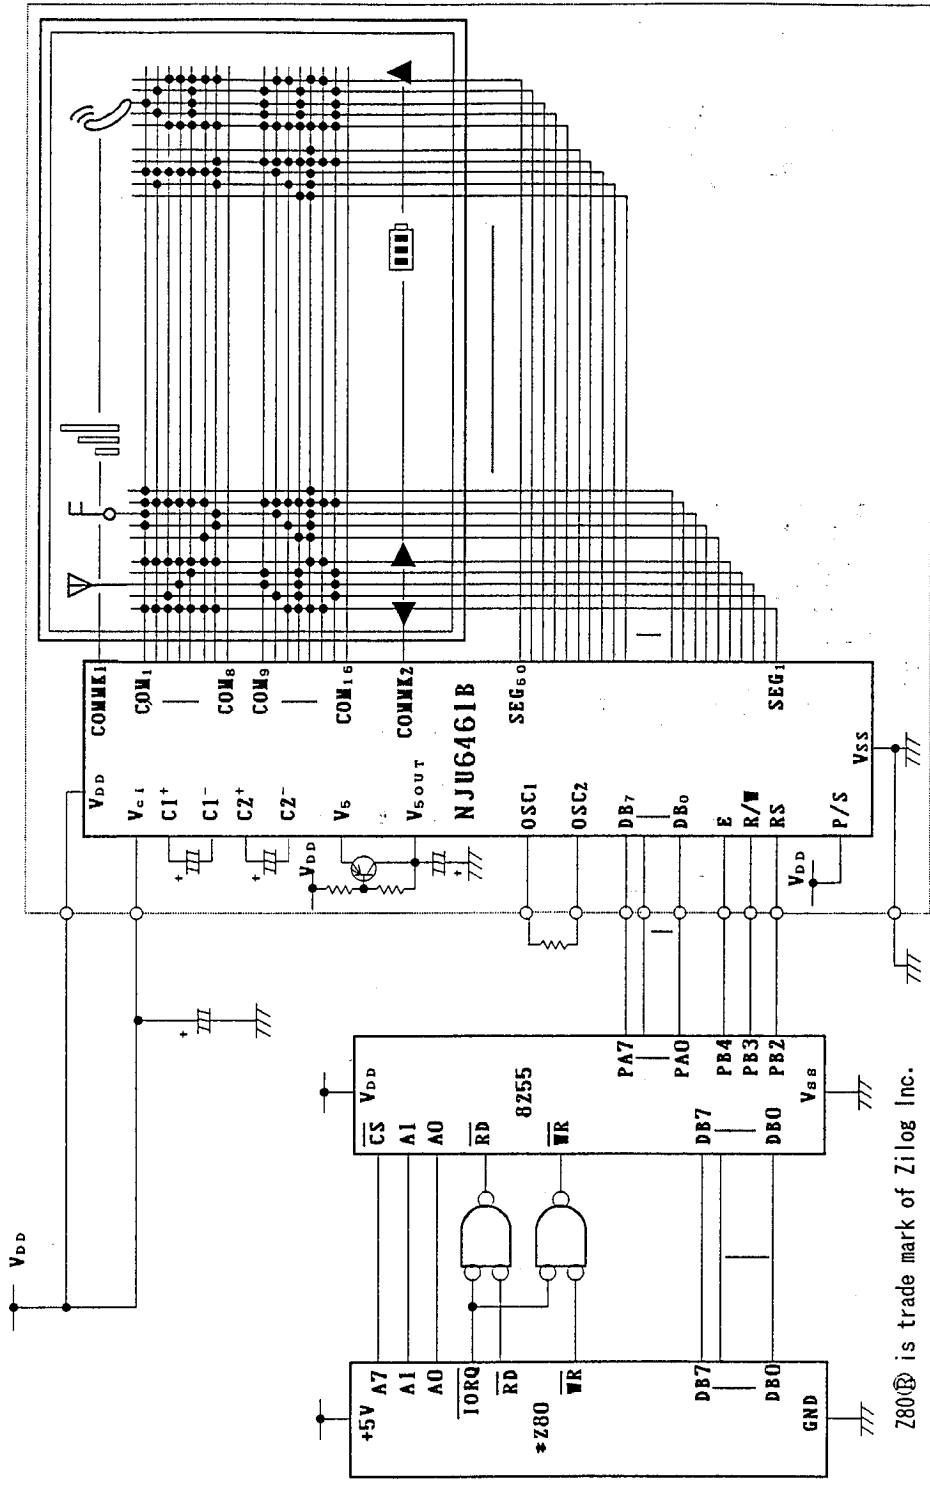 VDD
+5V
A7
A1
A0
IORQ
RD
WR
*Z80
DB7
DB0
GND
VDD
CS
A1
A0
RD
WR
8255
DB7
DB0
PA7
PA0
PB4
PB3
PB2
VSS
VDD
Vci
C1+
C1-
C2+
C2-
VDD
V5
V5OUT
NJU6461B
OSC1
OSC2
DB7
DB0
E
R/W
RS
VDD
P/S
VSS
COMMK1
COM1
COM8
COM9
COM16
COMMK2
SEG60
SEG1
Z80® is trade mark of Zilog Inc.